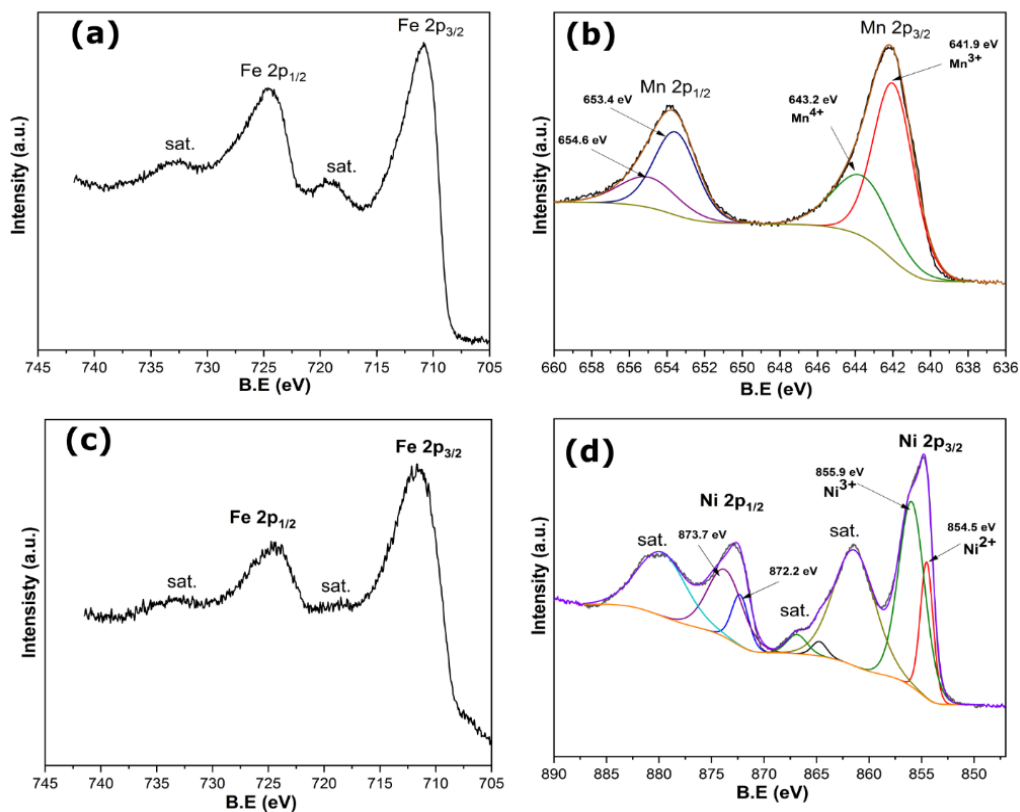 (a)
Fe 2p3/2
Fe 2p1/2
sat.
sat.
Intensity (a.u.)
745 740 735 730 725 720 715 710 705
B.E (eV)
(b)
Mn 2p3/2
641.9 eV
Mn3+
Mn 2p1/2
643.2 eV
Mn4+
653.4 eV
654.6 eV
Intensity (a.u.)
660 658 656 654 652 650 648 646 644 642 640 638 636
B.E (eV)
(c)
Fe 2p3/2
Fe 2p1/2
sat.
sat.
Intensisty (a.u.)
745 740 735 730 725 720 715 710 705
B.E (eV)
(d)
Ni 2p3/2
855.9 eV
Ni3+
Ni 2p1/2
854.5 eV
Ni2+
sat.
873.7 eV
872.2 eV
sat.
sat.
Intensity (a.u.)
890 885 880 875 870 865 860 855 850
B.E (eV)